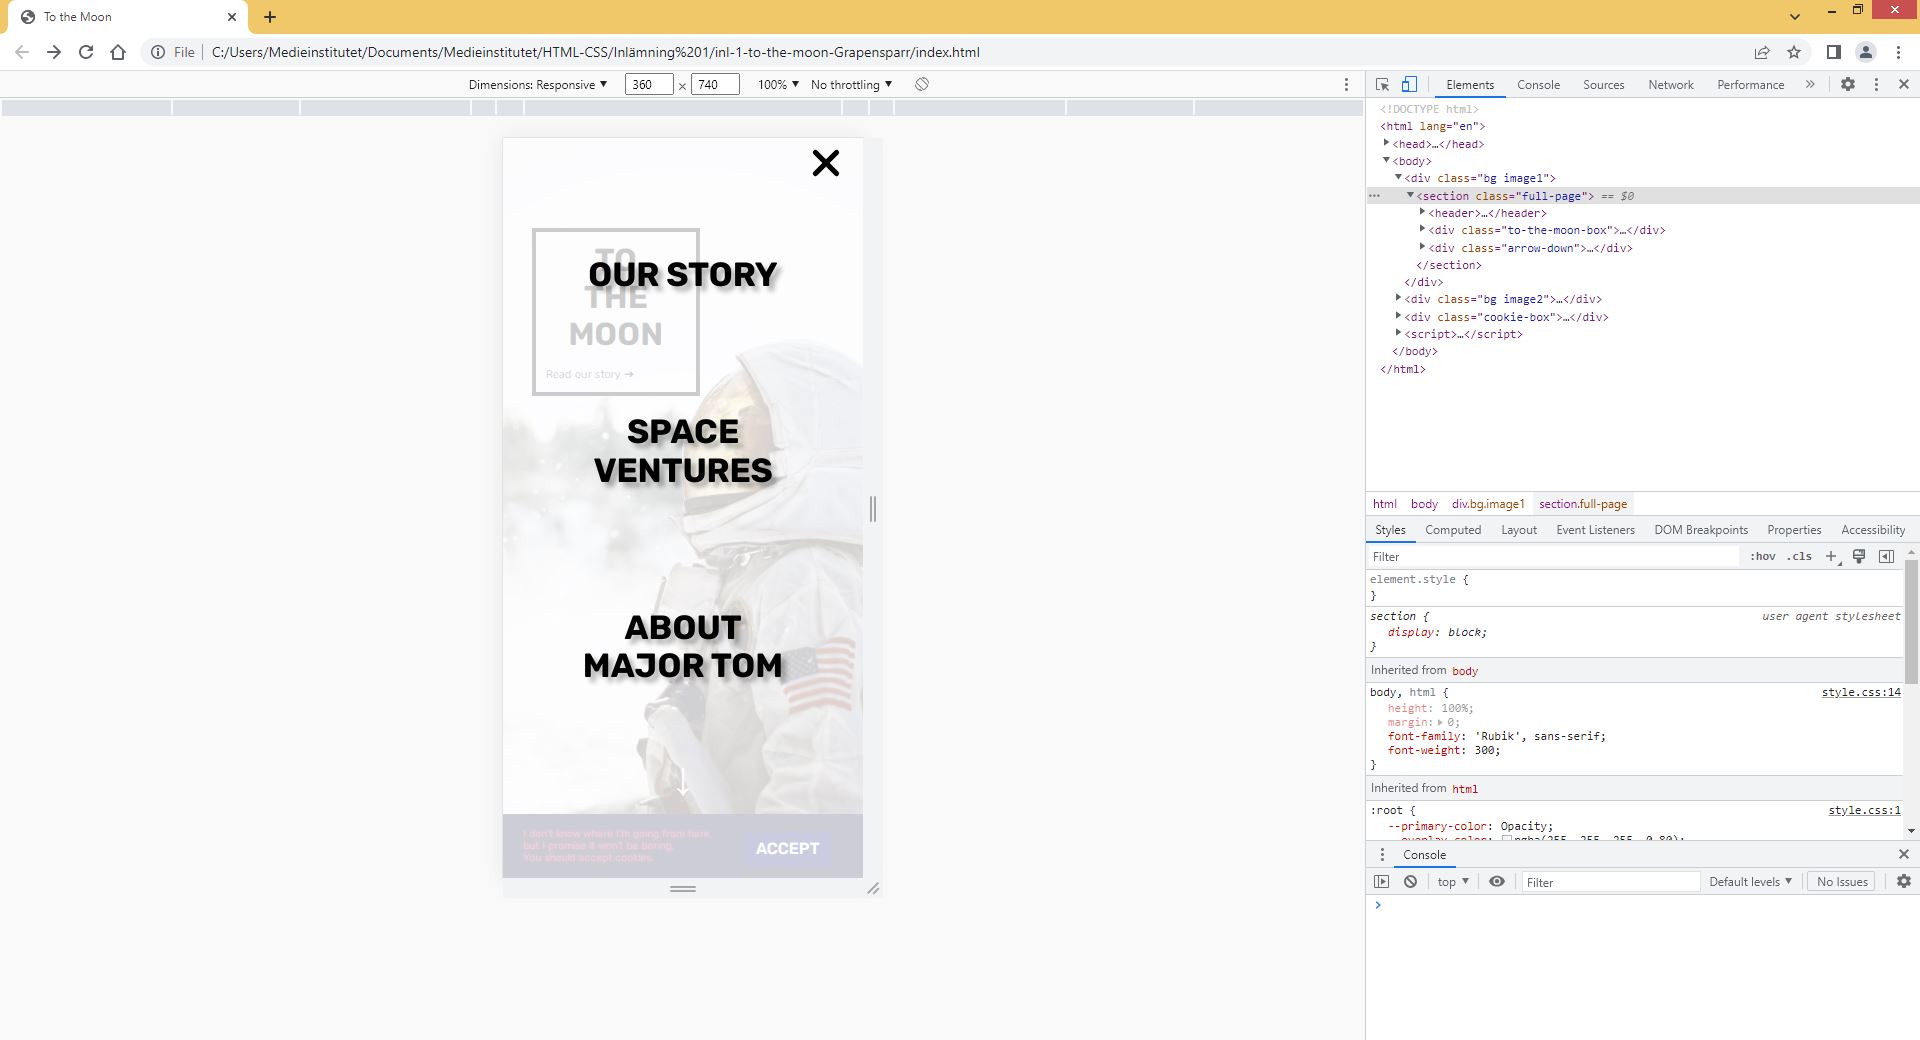 To the Moon
File
C:/Users/Medieinstitutet/Documents/Medieinstitutet/HTML-CSS/Inlämning%201/inl-1-to-the-moon-Grapensparr/index.html
Dimensions: Responsive ▼ 360 × 740 100% ▼ No throttling ▼
TO
THE
MOON
Read our story ➔
OUR STORY
SPACE
VENTURES
ABOUT
MAJOR TOM
↓
I don't know where I'm going from here,
but I promise it won't be boring.
You should accept cookies.
ACCEPT
Elements Console Sources Network Performance »
<!DOCTYPE html>
<html lang="en">
<head>…</head>
<body>
<div class="bg image1">
<section class="full-page"> == $0
<header>…</header>
<div class="to-the-moon-box">…</div>
<div class="arrow-down">…</div>
</section>
</div>
<div class="bg image2">…</div>
<div class="cookie-box">…</div>
<script>…</script>
</body>
</html>
html body div.bg.image1 section.full-page
Styles Computed Layout Event Listeners DOM Breakpoints Properties Accessibility
Filter :hov .cls +
element.style {
}
section { user agent stylesheet
display: block;
}
Inherited from body
body, html { style.css:14
height: 100%;
margin: 0;
font-family: 'Rubik', sans-serif;
font-weight: 300;
}
Inherited from html
:root { style.css:1
--primary-color: Opacity;
--overlay-color: rgba(255, 255, 255, 0.80);
Console
top ▼ Filter Default levels ▼ No Issues